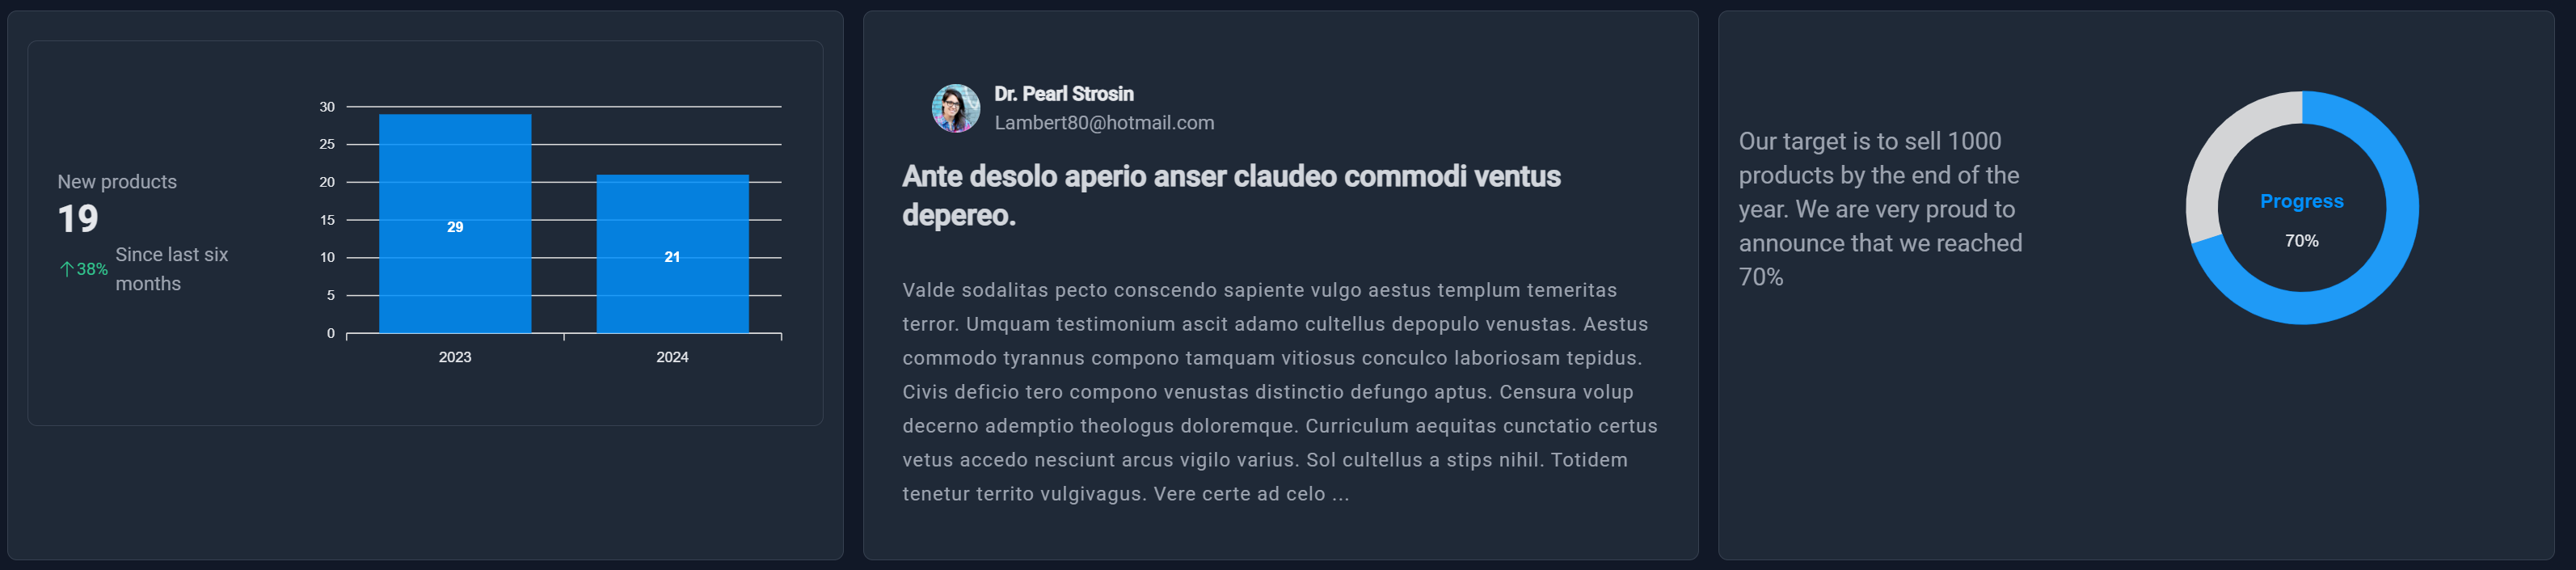 New products
19
38%
Since last six
months
30
25
20
15
10
5
0
29
21
2023
2024
Dr. Pearl Strosin
Lambert80@hotmail.com
Ante desolo aperio anser claudeo commodi ventus
depereo.
Valde sodalitas pecto conscendo sapiente vulgo aestus templum temeritas
terror. Umquam testimonium ascit adamo cultellus depopulo venustas. Aestus
commodo tyrannus compono tamquam vitiosus conculco laboriosam tepidus.
Civis deficio tero compono venustas distinctio defungo aptus. Censura volup
decerno ademptio theologus doloremque. Curriculum aequitas cunctatio certus
vetus accedo nesciunt arcus vigilo varius. Sol cultellus a stips nihil. Totidem
tenetur territo vulgivagus. Vere certe ad celo ...
Our target is to sell 1000
products by the end of the
year. We are very proud to
announce that we reached
70%
Progress
70%